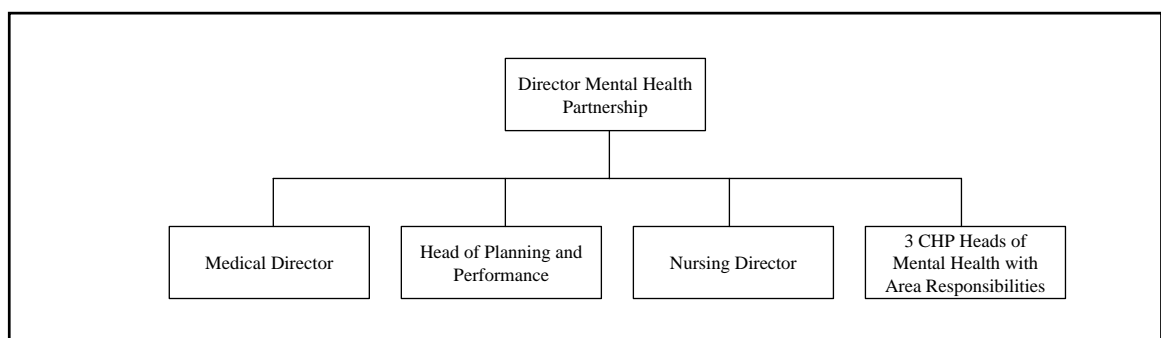 Director Mental Health
Partnership
Medical Director
Head of Planning and
Performance
Nursing Director
3 CHP Heads of
Mental Health with
Area Responsibilities